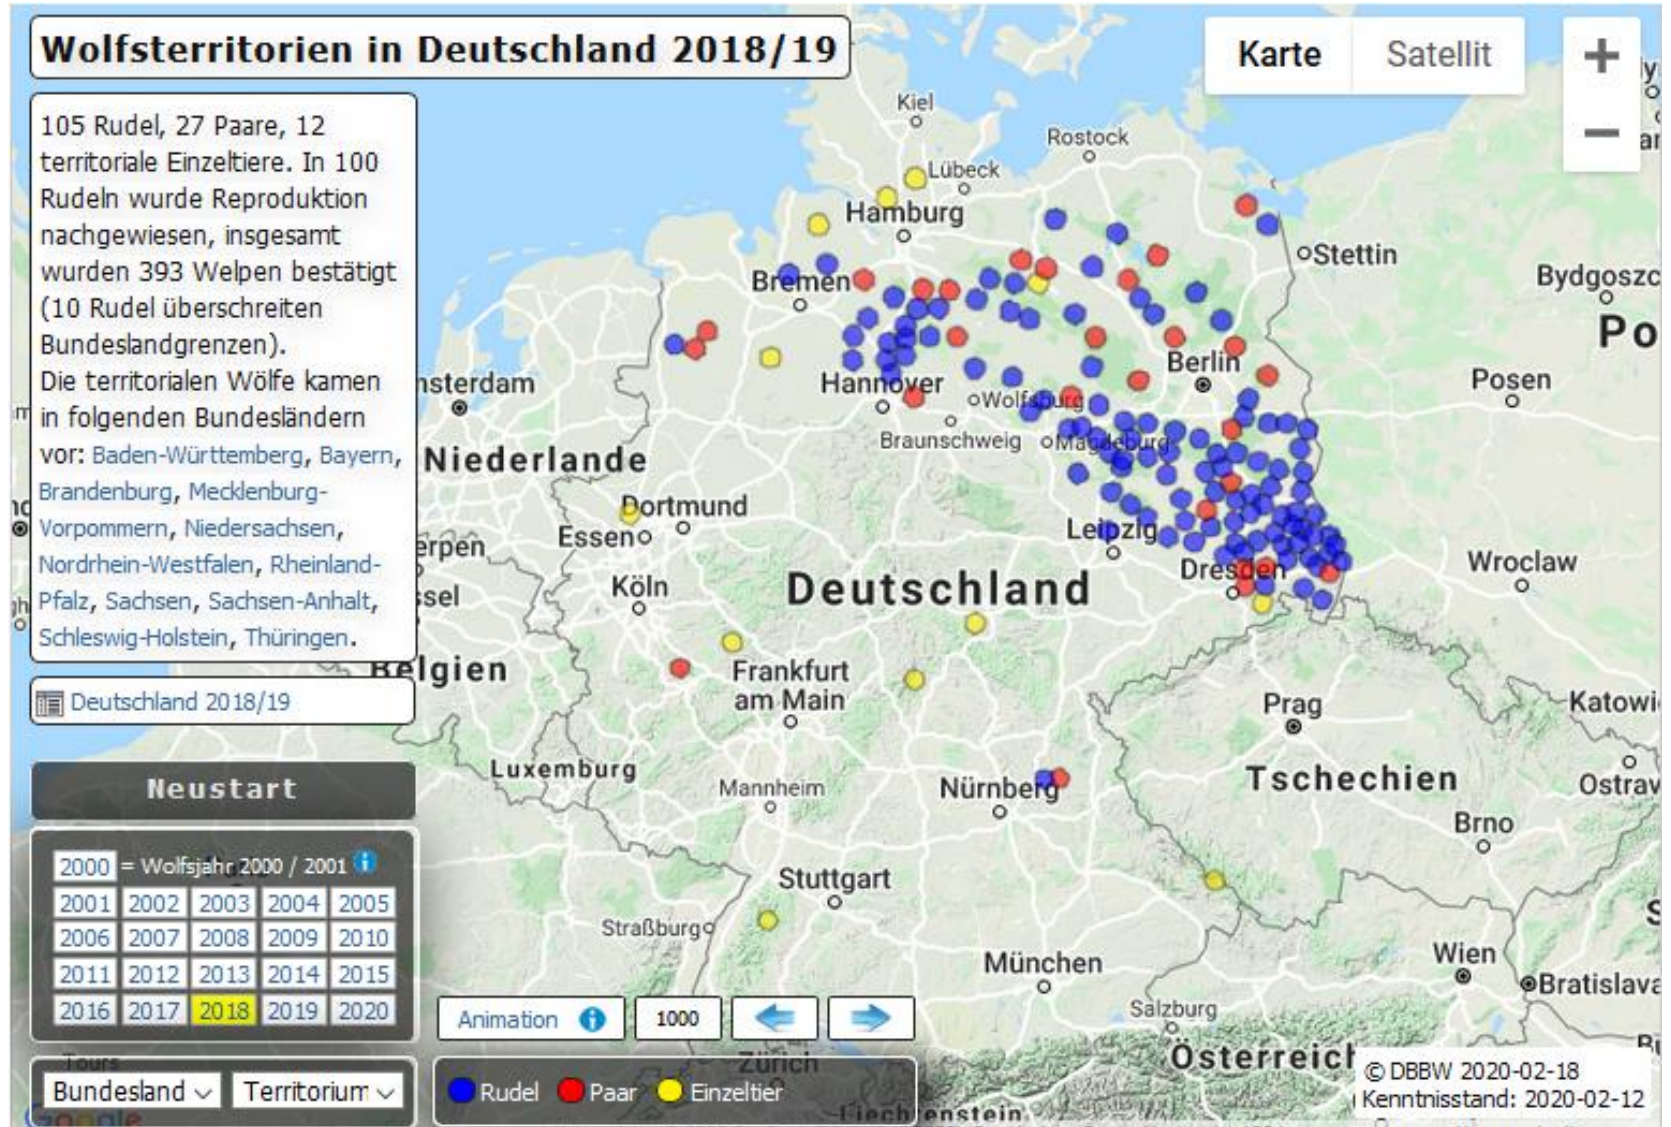 Wolfsterritorien in Deutschland 2018/19
105 Rudel, 27 Paare, 12
territoriale Einzeltiere. In 100
Rudeln wurde Reproduktion
nachgewiesen, insgesamt
wurden 393 Welpen bestätigt
(10 Rudel überschreiten
Bundeslandgrenzen).
Die territorialen Wölfe kamen
in folgenden Bundesländern
vor: Baden-Württemberg, Bayern,
Brandenburg, Mecklenburg-
Vorpommern, Niedersachsen,
Nordrhein-Westfalen, Rheinland-
Pfalz, Sachsen, Sachsen-Anhalt,
Schleswig-Holstein, Thüringen.
Deutschland 2018/19
Neustart
2000 = Wolfsjahr 2000 / 2001 i
2001 2002 2003 2004 2005
2006 2007 2008 2009 2010
2011 2012 2013 2014 2015
2016 2017 2018 2019 2020
Tours
Bundesland Territorium
Google
Animation i 1000
Rudel Paar Einzeltier
Karte Satellit
+
−
Kiel
Rostock
Lübeck
Hamburg
Stettin
Bremen
Bydgoszc
Po
Berlin
Posen
nsterdam
Hannover
Wolfsburg
Braunschweig
Magdeburg
Niederlande
Dortmund
Essen
Leipzig
erpen
Wroclaw
Dresden
Köln
Deutschland
ssel
Belgien
Frankfurt
am Main
Prag
Katowi
Luxemburg
Mannheim
Nürnberg
Tschechien
Ostrav
Brno
Stuttgart
Straßburg
München
Wien
Bratislava
Salzburg
Österreich
Zürich
Liechtenstein
© DBBW 2020-02-18
Kenntnisstand: 2020-02-12